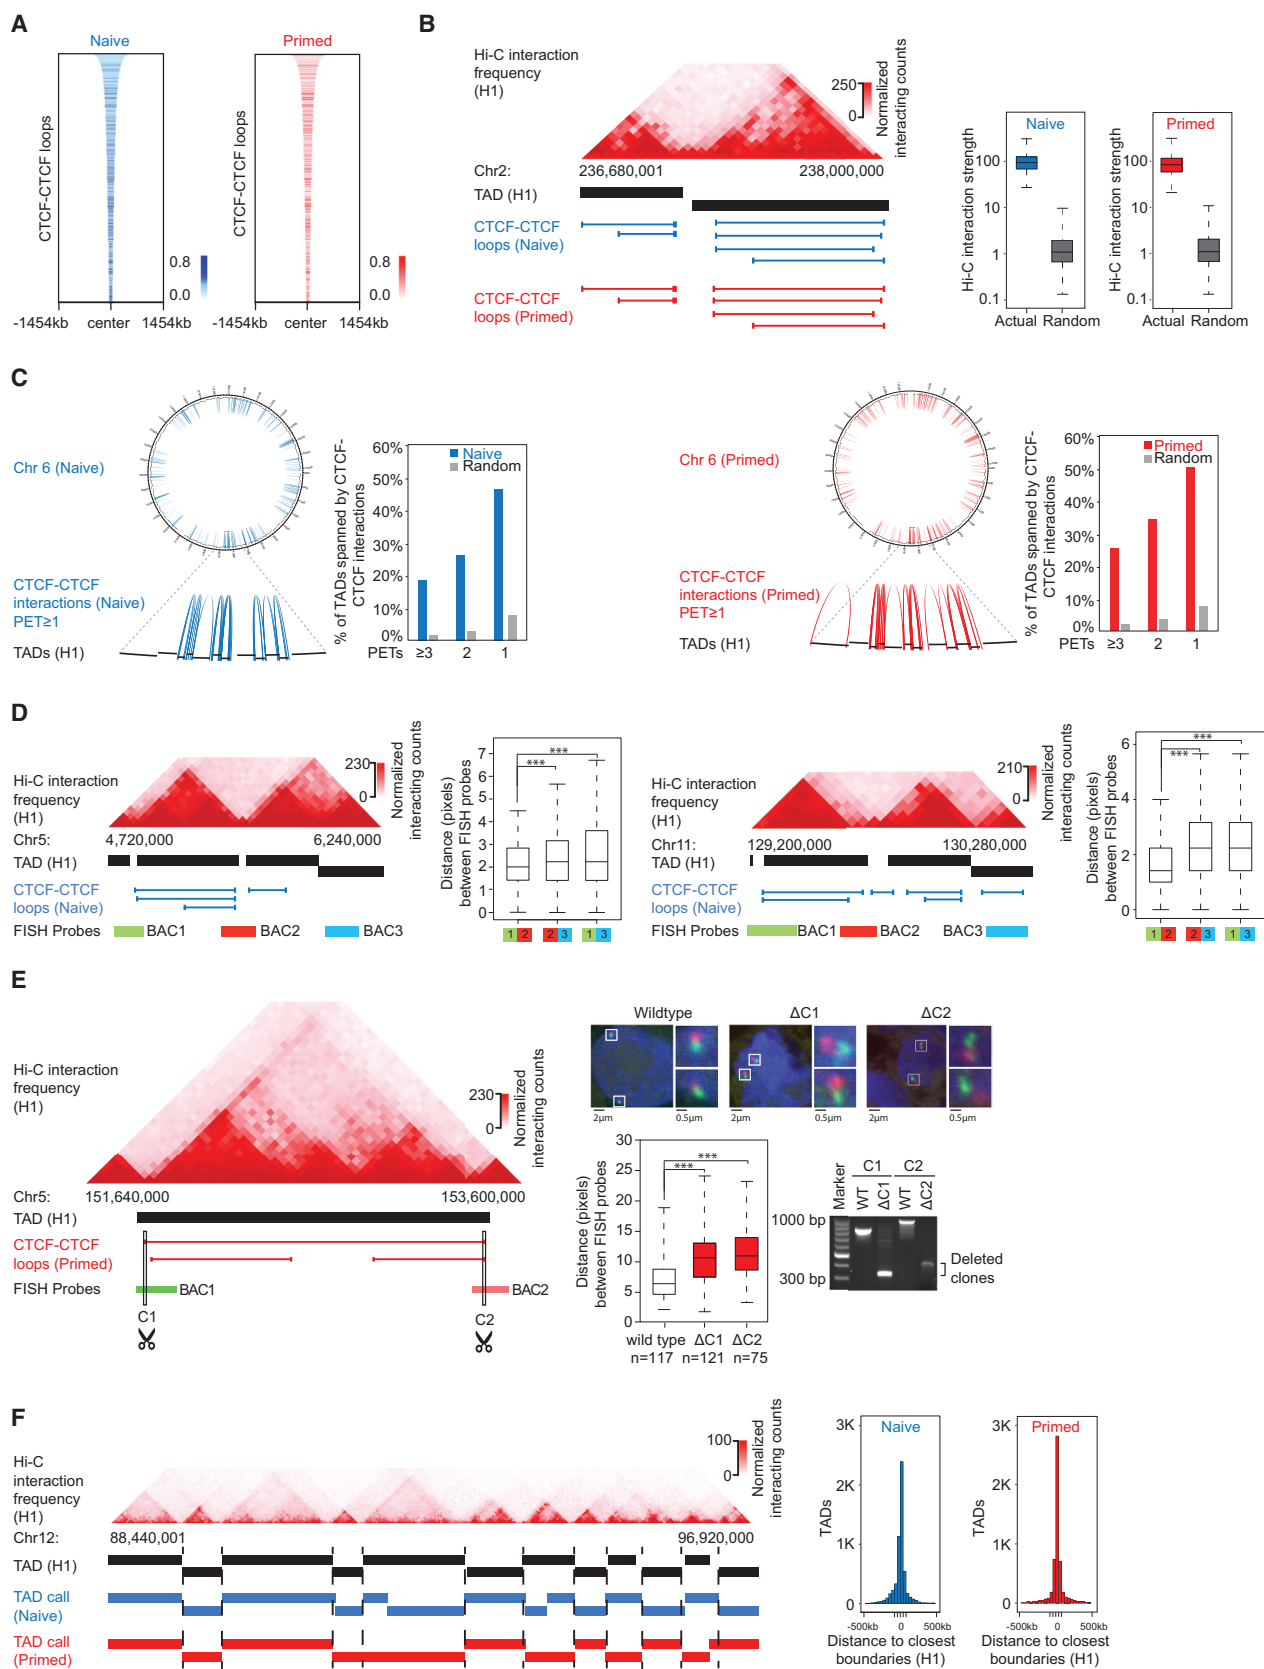 A
Naive
Primed
CTCF-CTCF loops
0.8
0.0
0.8
0.0
-1454kb center 1454kb
-1454kb center 1454kb
B
Hi-C interaction
frequency
(H1)
250
0
Normalized
interacting counts
Chr2:
236,680,001
238,000,000
TAD (H1)
CTCF-CTCF
loops (Naive)
CTCF-CTCF
loops (Primed)
Hi-C interaction strength
Naive
100
10
1
0.1
Actual Random
Hi-C interaction strength
Primed
100
10
1
0.1
Actual Random
C
Chr 6 (Naive)
CTCF-CTCF
interactions (Naive)
PET≥1
TADs (H1)
% of TADs spanned by CTCF-
CTCF interactions
60%
50%
40%
30%
20%
10%
0%
Naive
Random
PETs ≥3 2 1
Chr 6 (Primed)
CTCF-CTCF
interactions (Primed)
PET≥1
TADs (H1)
% of TADs spanned by CTCF-
CTCF interactions
60%
50%
40%
30%
20%
10%
0%
Primed
Random
PETs ≥3 2 1
D
Hi-C interaction
frequency
(H1)
230
0
Normalized
interacting counts
Chr5:
4,720,000
6,240,000
TAD (H1)
CTCF-CTCF
loops (Naive)
FISH Probes BAC1 BAC2 BAC3
Distance (pixels)
between FISH probes
7
6
5
4
3
2
1
0
***
***
1 2 2 3 1 3
Hi-C interaction
frequency
(H1)
210
0
Normalized
interacting counts
Chr11:
129,200,000
130,280,000
TAD (H1)
CTCF-CTCF
loops (Naive)
FISH Probes BAC1 BAC2 BAC3
Distance (pixels)
between FISH probes
6
4
2
0
***
***
1 2 2 3 1 3
E
Hi-C interaction
frequency
(H1)
230
0
Normalized
interacting counts
Chr5:
151,640,000
153,600,000
TAD (H1)
CTCF-CTCF
loops (Primed)
FISH Probes BAC1 BAC2
C1 C2
Wildtype ΔC1 ΔC2
2μm 0.5μm 2μm 0.5μm 2μm 0.5μm
Distance (pixels)
between FISH probes
30
25
20
15
10
5
0
***
***
wild type ΔC1 ΔC2
n=117 n=121 n=75
C1 C2
Marker WT ΔC1 WT ΔC2
1000 bp
300 bp
Deleted
clones
F
Hi-C
interaction
frequency
(H1)
100
0
Normalized
interacting counts
Chr12:
88,440,001
96,920,000
TAD (H1)
TAD call
(Naive)
TAD call
(Primed)
TADs
3K
2K
1K
0
Naive
-500kb 0 500kb
Distance to closest
boundaries (H1)
TADs
3K
2K
1K
0
Primed
-500kb 0 500kb
Distance to closest
boundaries (H1)